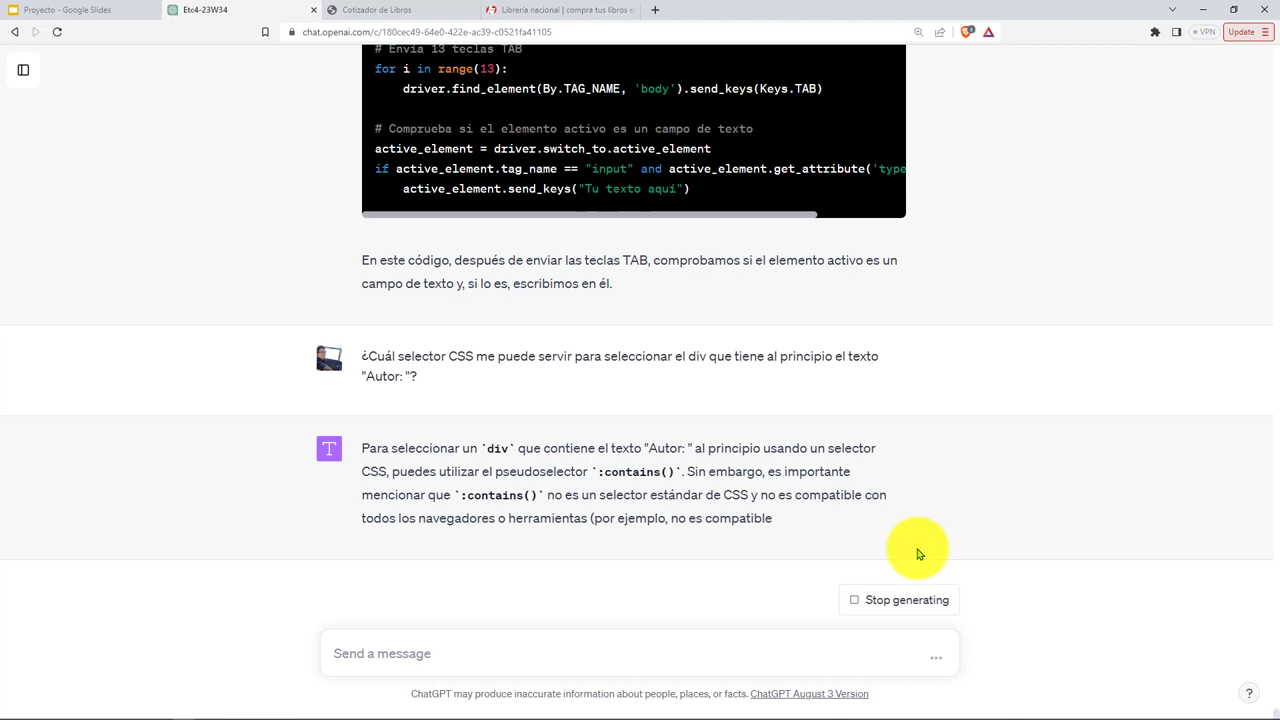 Proyecto - Google Slides
Etc4-23W34
Cotizador de Libros
Librería nacional | compra tus libros e
chat.openai.com/c/180cec49-64e0-422e-ac39-c0521fa41105
VPN
Update
# Envía 13 teclas TAB
for i in range(13):
driver.find_element(By.TAG_NAME, 'body').send_keys(Keys.TAB)
# Comprueba si el elemento activo es un campo de texto
active_element = driver.switch_to.active_element
if active_element.tag_name == "input" and active_element.get_attribute('type
active_element.send_keys("Tu texto aquí")
En este código, después de enviar las teclas TAB, comprobamos si el elemento activo es un
campo de texto y, si lo es, escribimos en él.
¿Cuál selector CSS me puede servir para seleccionar el div que tiene al principio el texto
"Autor: "?
T
Para seleccionar un `div` que contiene el texto "Autor: " al principio usando un selector
CSS, puedes utilizar el pseudoselector `:contains()`. Sin embargo, es importante
mencionar que `:contains()` no es un selector estándar de CSS y no es compatible con
todos los navegadores o herramientas (por ejemplo, no es compatible
Stop generating
Send a message
ChatGPT may produce inaccurate information about people, places, or facts. ChatGPT August 3 Version
?